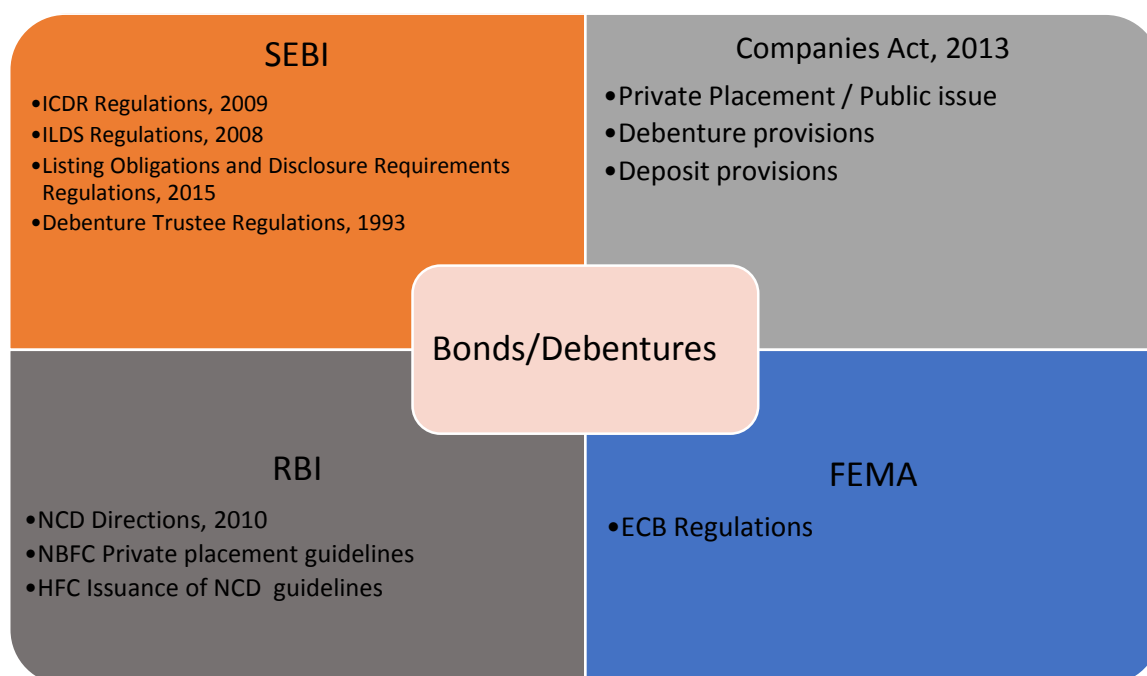 SEBI
•ICDR Regulations, 2009
•ILDS Regulations, 2008
•Listing Obligations and Disclosure Requirements
Regulations, 2015
•Debenture Trustee Regulations, 1993
Companies Act, 2013
•Private Placement / Public issue
•Debenture provisions
•Deposit provisions
Bonds/Debentures
RBI
•NCD Directions, 2010
•NBFC Private placement guidelines
•HFC Issuance of NCD  guidelines
FEMA
•ECB Regulations